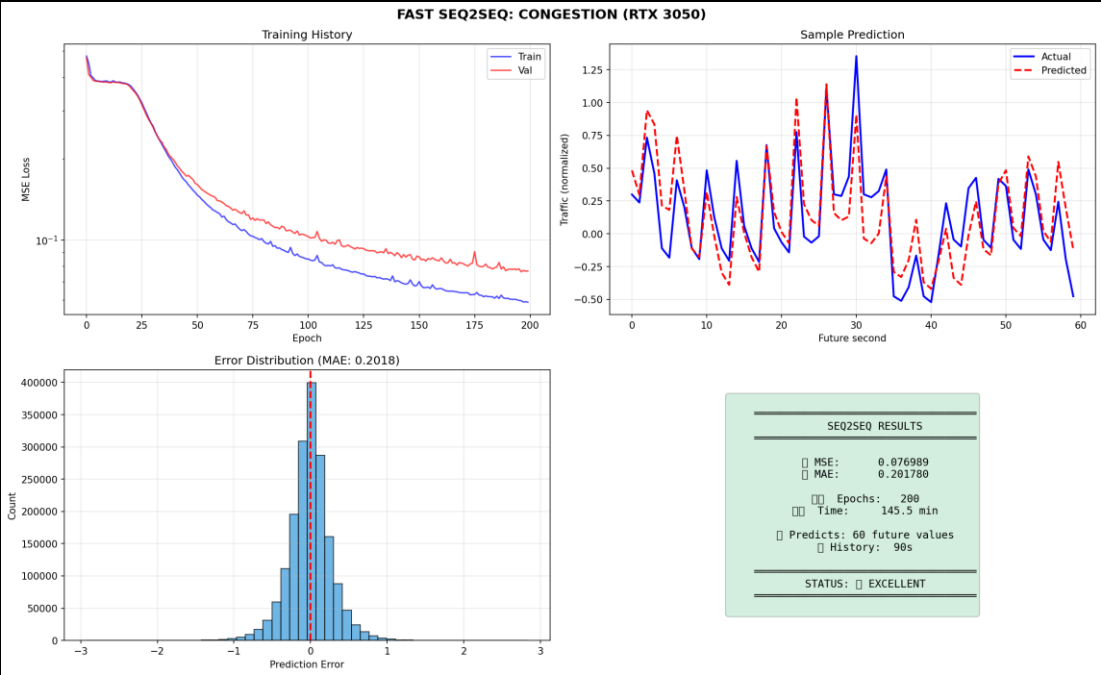 FAST SEQ2SEQ: CONGESTION (RTX 3050)
Training History
Train
Val
MSE Loss
10⁻¹
0 25 50 75 100 125 150 175 200
Epoch
Sample Prediction
Actual
Predicted
Traffic (normalized)
1.25
1.00
0.75
0.50
0.25
0.00
−0.25
−0.50
0 10 20 30 40 50 60
Future second
Error Distribution (MAE: 0.2018)
Count
400000
350000
300000
250000
200000
150000
100000
50000
0
−3 −2 −1 0 1 2 3
Prediction Error
SEQ2SEQ RESULTS
MSE: 0.076989
MAE: 0.201780
Epochs: 200
Time: 145.5 min
Predicts: 60 future values
History: 90s
STATUS: EXCELLENT